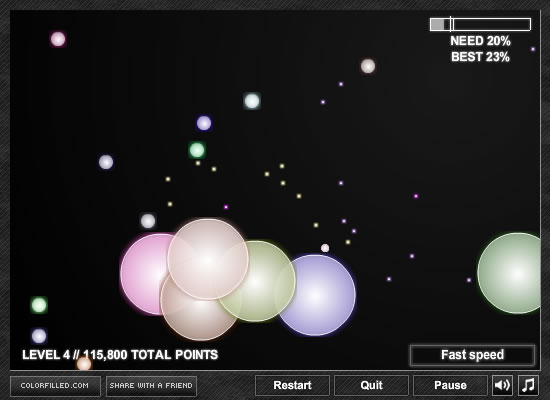 NEED 20%
BEST 23%
LEVEL 4 // 115,800 TOTAL POINTS
Fast speed
COLORFILLED.COM
SHARE WITH A FRIEND
Restart
Quit
Pause